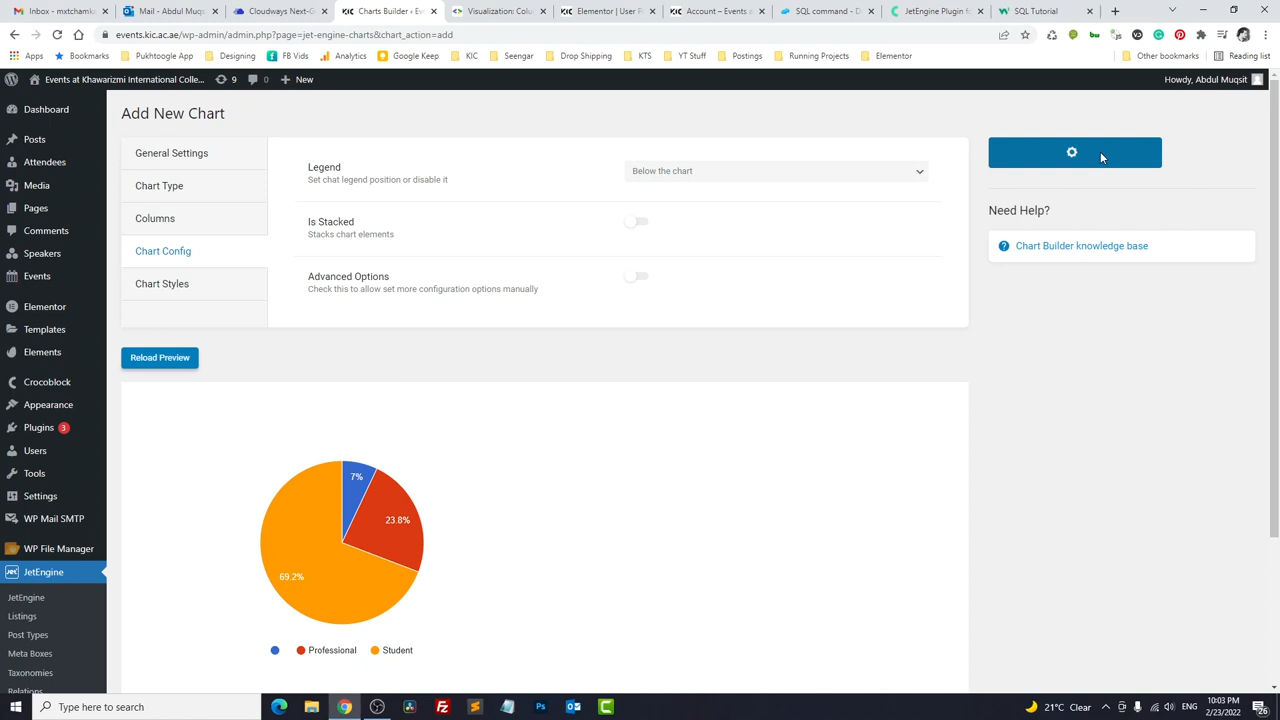 Inbox - mxtchamk
Mail - Abdul Muqs
Cloudways Next-G
KIC Form Builder - E
Visualization: Colu
Elementor | User R
Account – Events a
SQL command - D
JetEngine Plugin f
SQL Tutorial
events.kic.ac.ae/wp-admin/admin.php?page=jet-engine-charts&chart_action=add
Apps
Bookmarks
Pukhtoogle App
Designing
FB Vids
Analytics
Google Keep
KIC
Seengar
Drop Shipping
KTS
YT Stuff
Postings
Running Projects
Elementor
Other bookmarks
Reading list
Events at Khawarizmi International Colle...
9
0
New
Howdy, Abdul Muqsit
Dashboard
Posts
Attendees
Media
Pages
Comments
Speakers
Events
Elementor
Templates
Elements
Crocoblock
Appearance
Plugins 3
Users
Tools
Settings
WP Mail SMTP
WP File Manager
JetEngine
JetEngine
Listings
Post Types
Meta Boxes
Taxonomies
Relations
Add New Chart
General Settings
Chart Type
Columns
Chart Config
Chart Styles
Legend
Set chat legend position or disable it
Below the chart
Is Stacked
Stacks chart elements
Advanced Options
Check this to allow set more configuration options manually
Need Help?
Chart Builder knowledge base
Reload Preview
7%
23.8%
69.2%
Professional
Student
Type here to search
21°C Clear
ENG
10:03 PM
2/23/2022
26